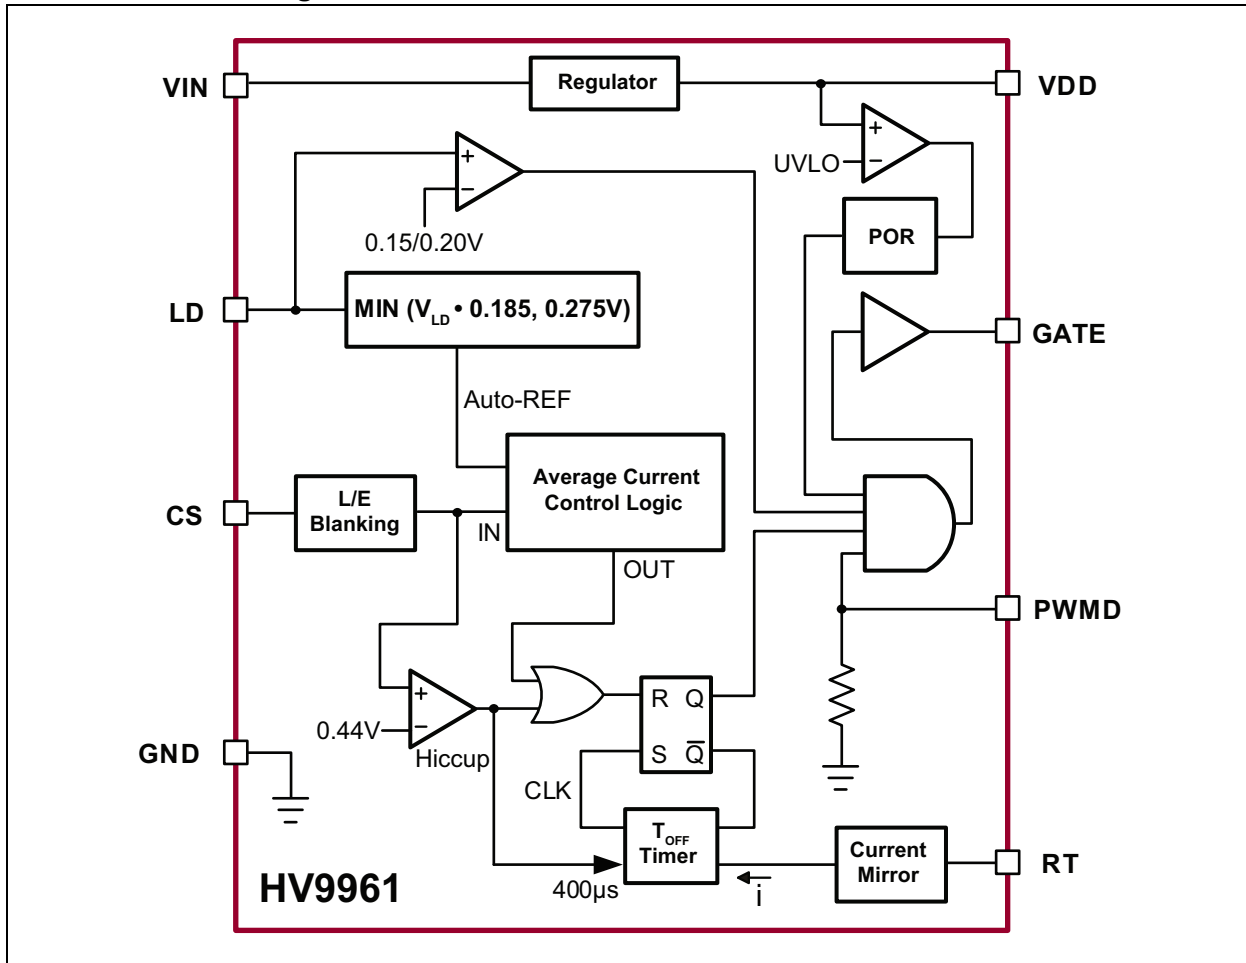 VIN
Regulator
VDD
+
−
UVLO
+
−
0.15/0.20V
POR
LD
MIN (VLD • 0.185, 0.275V)
GATE
Auto-REF
Average Current
Control Logic
CS
L/E
Blanking
IN
OUT
PWMD
+
−
0.44V
Hiccup
R Q
S Q̅
GND
CLK
TOFF
Timer
Current
Mirror
RT
400µs
i
HV9961